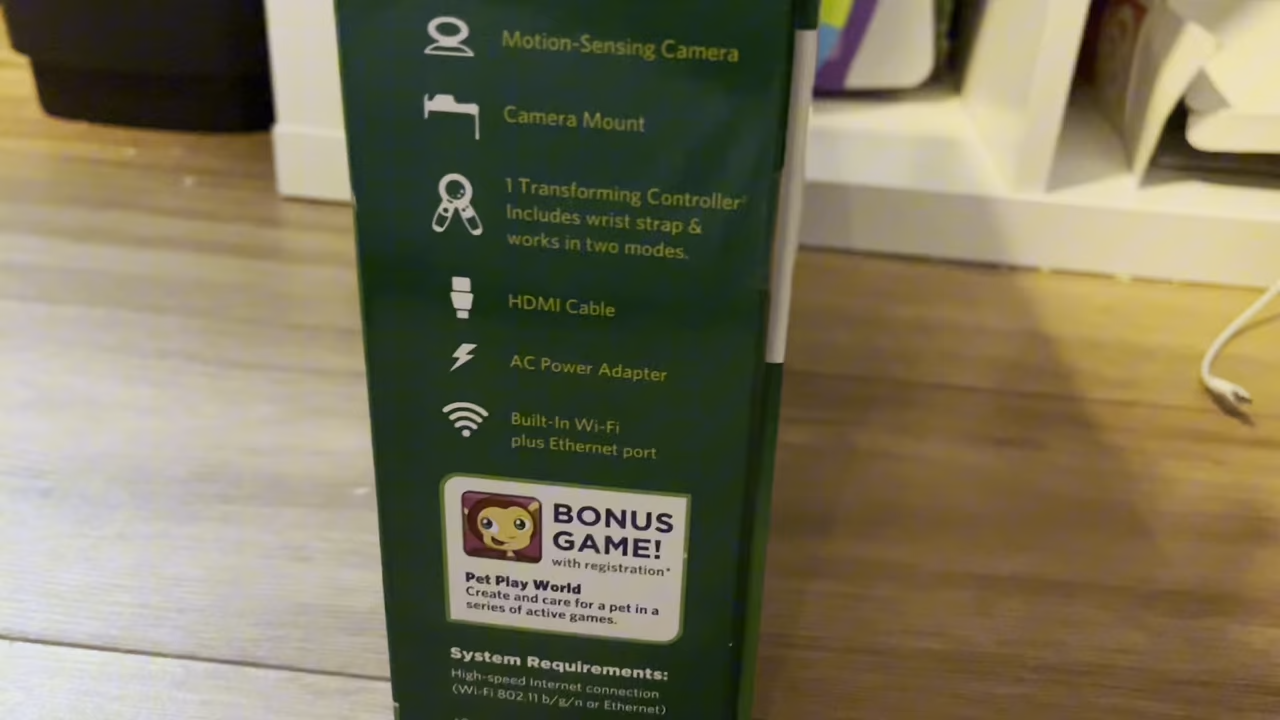 Motion-Sensing Camera
Camera Mount
1 Transforming Controller†
Includes wrist strap &
works in two modes.
HDMI Cable
AC Power Adapter
Built-In Wi-Fi
plus Ethernet port
BONUS
GAME!
with registration*
Pet Play World
Create and care for a pet in a
series of active games.
System Requirements:
High-speed Internet connection
(Wi-Fi 802.11 b/g/n or Ethernet)